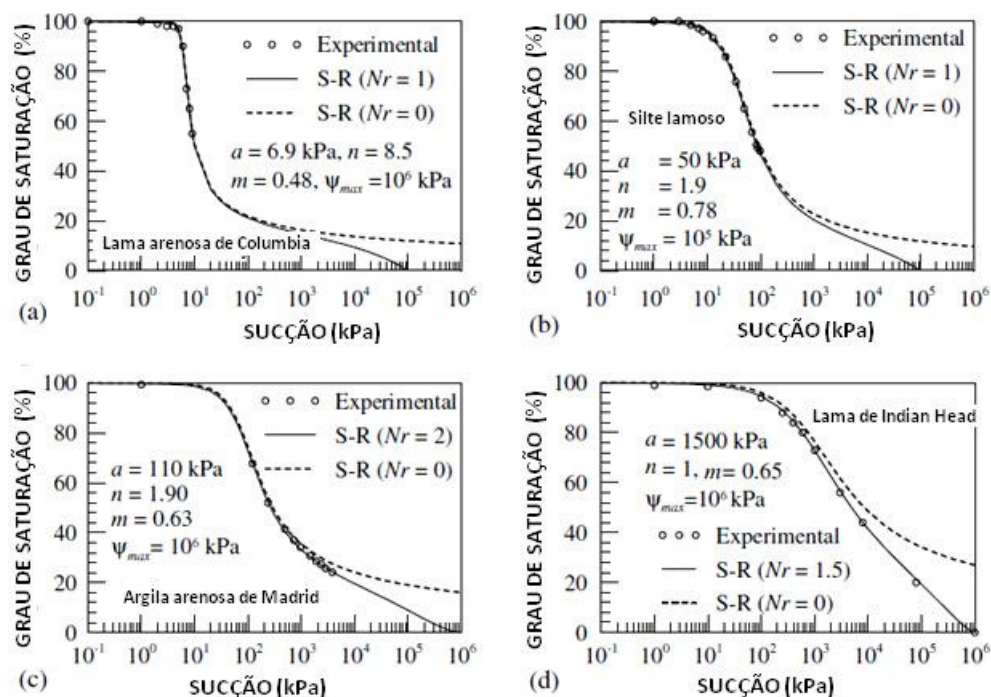 (a)
GRAU DE SATURAÇÃO (%)
100
80
60
40
20
0
Experimental
S-R (Nr = 1)
S-R (Nr = 0)
a = 6.9 kPa, n = 8.5
m = 0.48, ψmax =10⁶ kPa
Lama arenosa de Columbia
10⁻¹ 10⁰ 10¹ 10² 10³ 10⁴ 10⁵ 10⁶
SUCÇÃO (kPa)
(b)
GRAU DE SATURAÇÃO (%)
100
80
60
40
20
0
Experimental
S-R (Nr = 1)
S-R (Nr = 0)
Silte lamoso
a = 50 kPa
n = 1.9
m = 0.78
ψmax = 10⁵ kPa
10⁻¹ 10⁰ 10¹ 10² 10³ 10⁴ 10⁵ 10⁶
SUCÇÃO (kPa)
(c)
GRAU DE SATURAÇÃO (%)
100
80
60
40
20
0
Experimental
S-R (Nr = 2)
S-R (Nr = 0)
a = 110 kPa
n = 1.90
m = 0.63
ψmax = 10⁶ kPa
Argila arenosa de Madrid
10⁻¹ 10⁰ 10¹ 10² 10³ 10⁴ 10⁵ 10⁶
SUCÇÃO (kPa)
(d)
GRAU DE SATURAÇÃO (%)
100
80
60
40
20
0
Lama de Indian Head
a = 1500 kPa
n = 1, m= 0.65
ψmax=10⁶ kPa
Experimental
S-R (Nr = 1.5)
S-R (Nr = 0)
10⁻¹ 10⁰ 10¹ 10² 10³ 10⁴ 10⁵ 10⁶
SUCÇÃO (kPa)